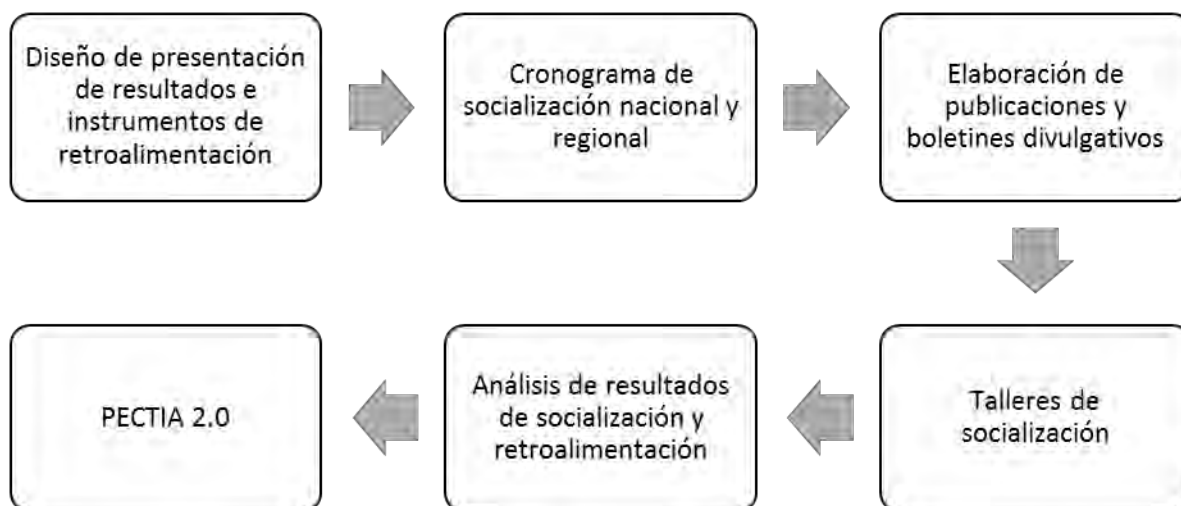 Diseño de presentación
de resultados e
instrumentos de
retroalimentación
Cronograma de
socialización nacional y
regional
Elaboración de
publicaciones y
boletines divulgativos
Talleres de
socialización
Análisis de resultados
de socialización y
retroalimentación
PECTIA 2.0